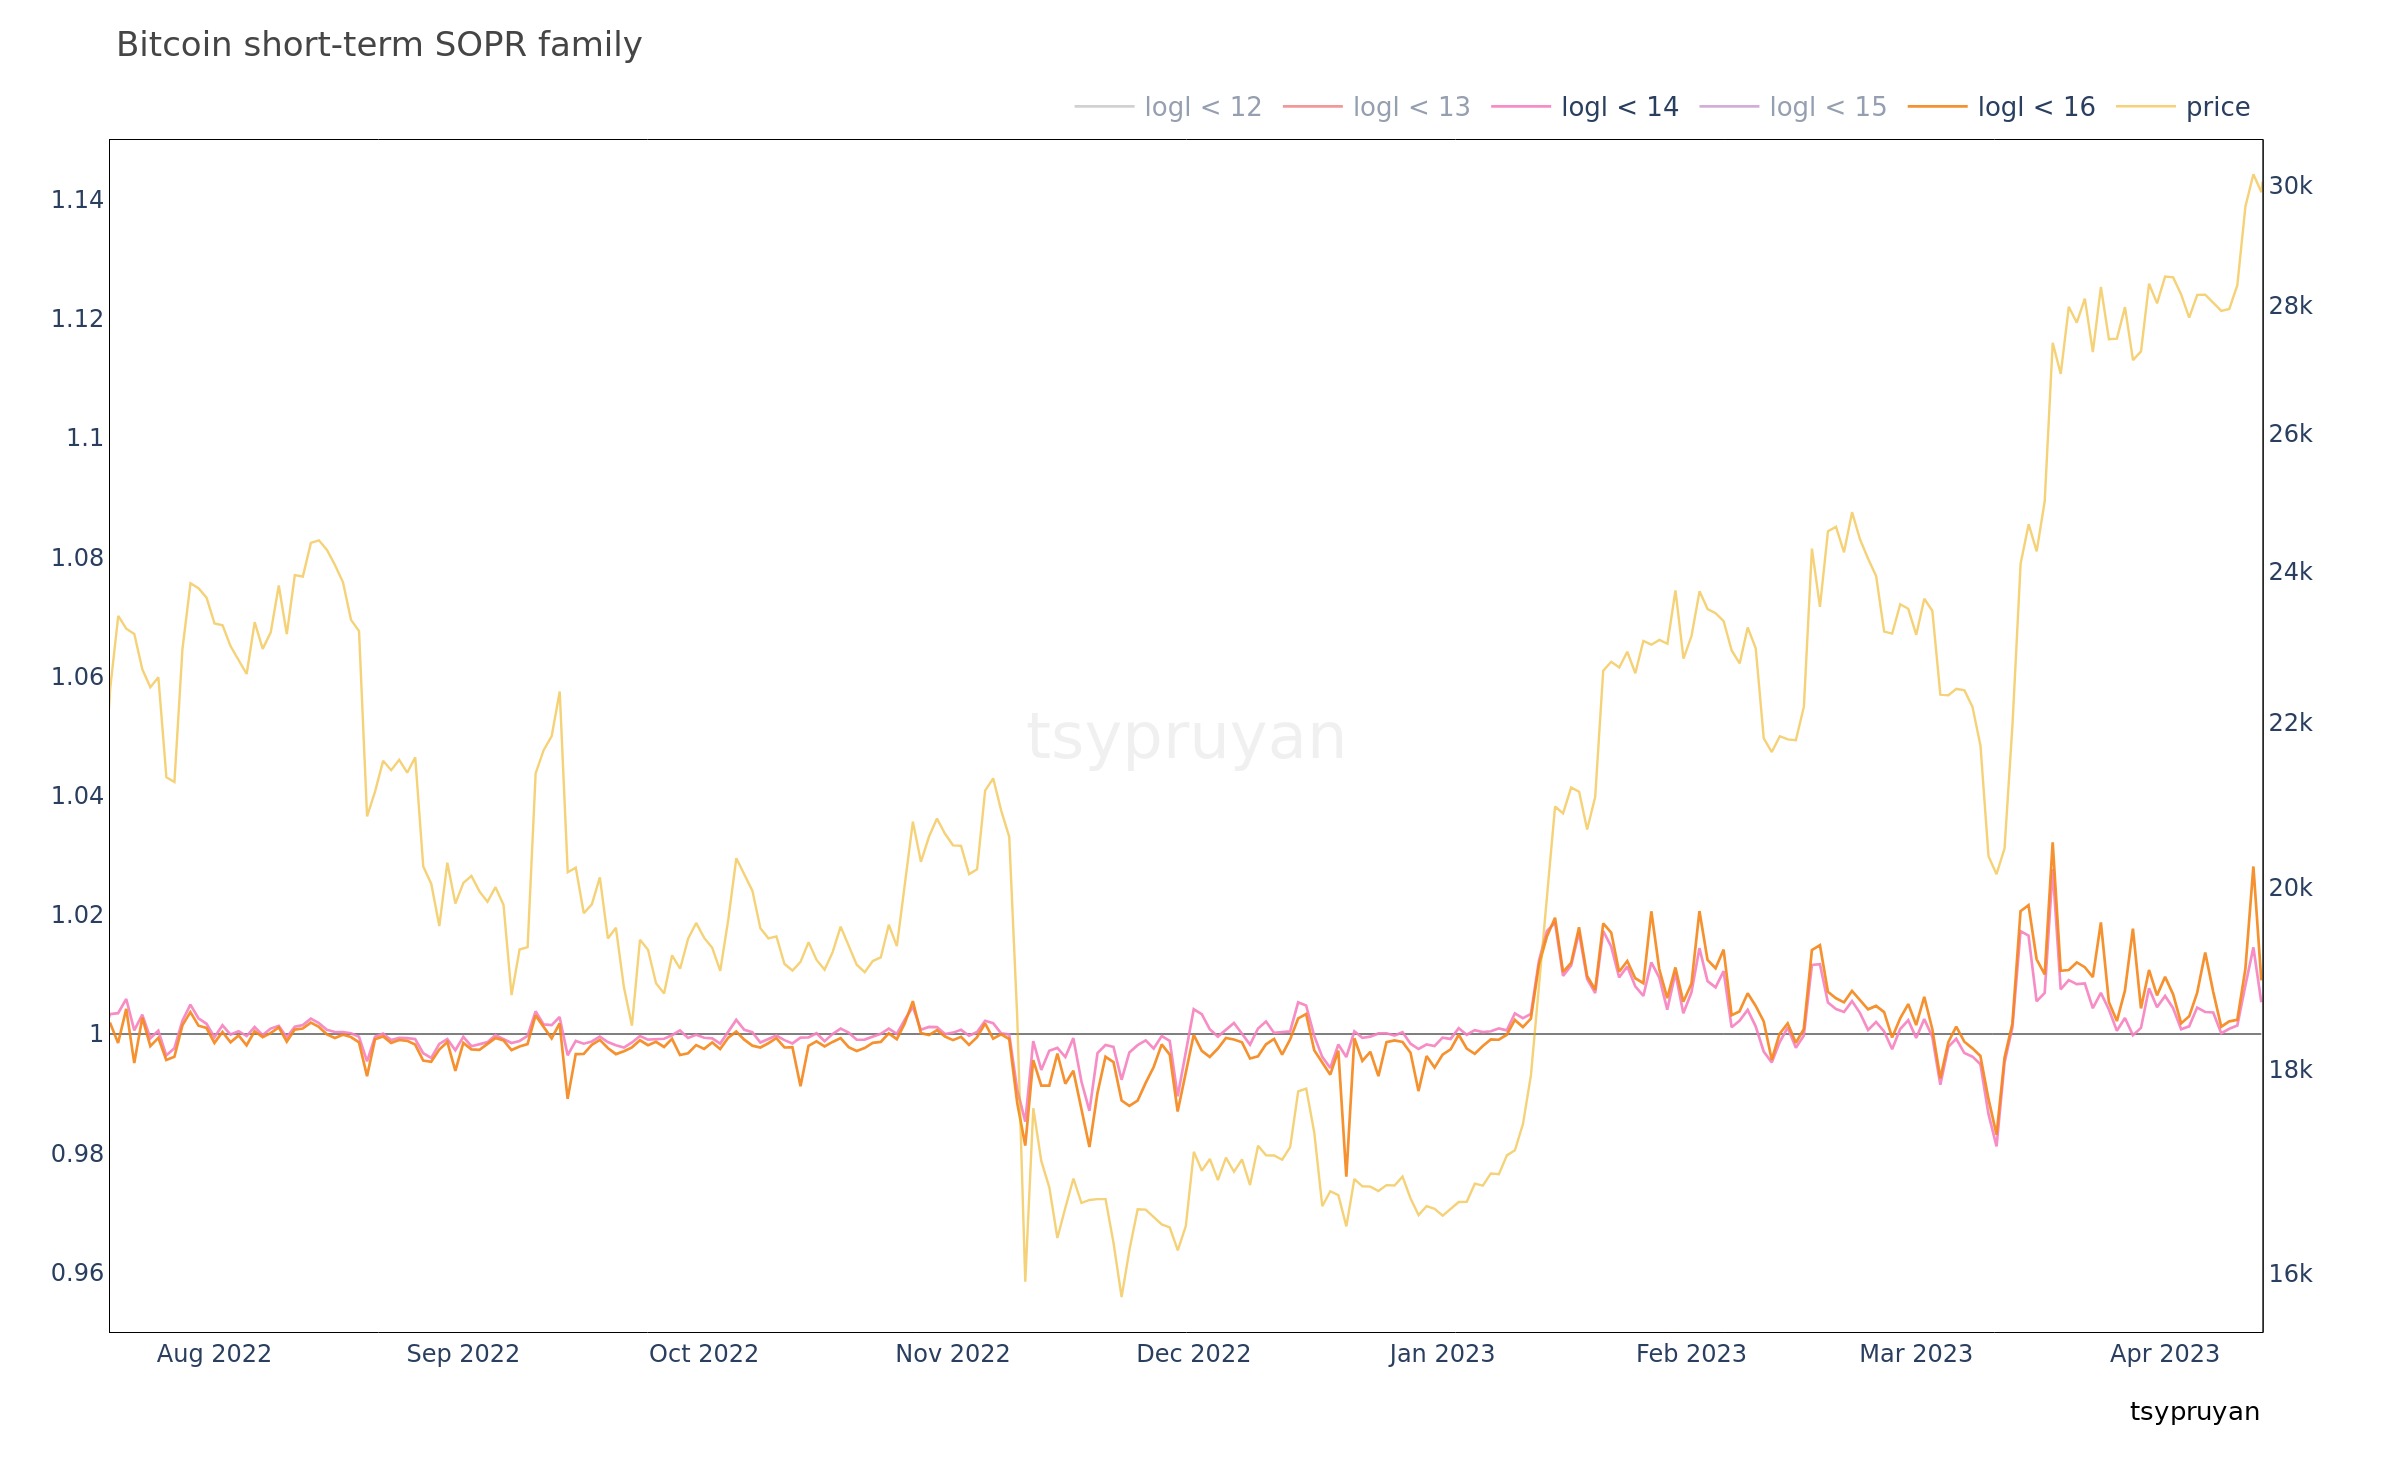 Bitcoin short-term SOPR family
logl < 12 logl < 13 logl < 14 logl < 15 logl < 16 price
1.14 30k
1.12 28k
1.1 26k
1.08 24k
1.06 22k
tsypruyan
1.04
1.02 20k
1 18k
0.98
0.96 16k
Aug 2022 Sep 2022 Oct 2022 Nov 2022 Dec 2022 Jan 2023 Feb 2023 Mar 2023 Apr 2023
tsypruyan